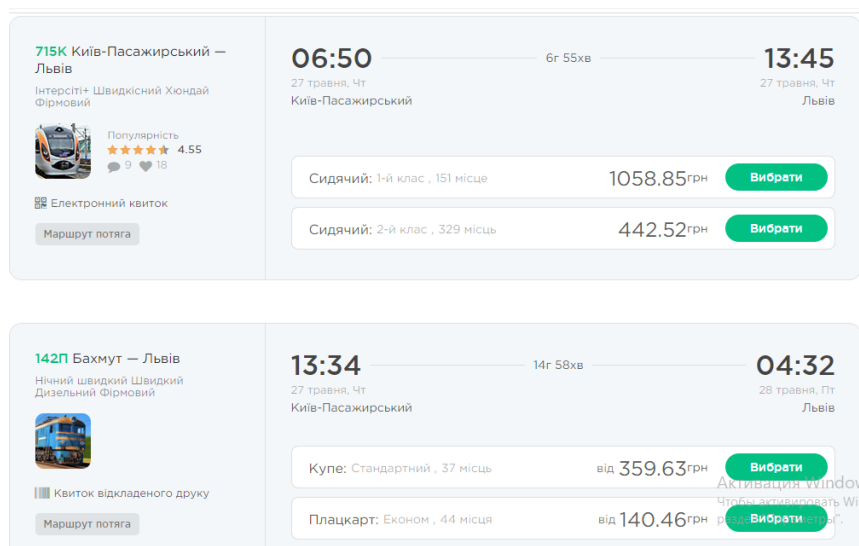 715К Київ-Пасажирський —
Львів
Інтерсіті+ Швидкісний Хюндай
Фірмовий
Популярність
4.55
9 18
Електронний квиток
Маршрут потяга
06:50 6г 55хв 13:45
27 травня, Чт 27 травня, Чт
Київ-Пасажирський Львів
Сидячий: 1-й клас , 151 місце 1058.85грн Вибрати
Сидячий: 2-й клас , 329 місць 442.52грн Вибрати
142П Бахмут — Львів
Нічний швидкий Швидкий
Дизельний Фірмовий
Квиток відкладеного друку
Маршрут потяга
13:34 14г 58хв 04:32
27 травня, Чт 28 травня, Пт
Київ-Пасажирський Львів
Купе: Стандартний , 37 місць від 359.63грн Вибрати
Активация Window
Чтобы активировать Wi
Плацкарт: Економ , 44 місця від 140.46грн Вибрати